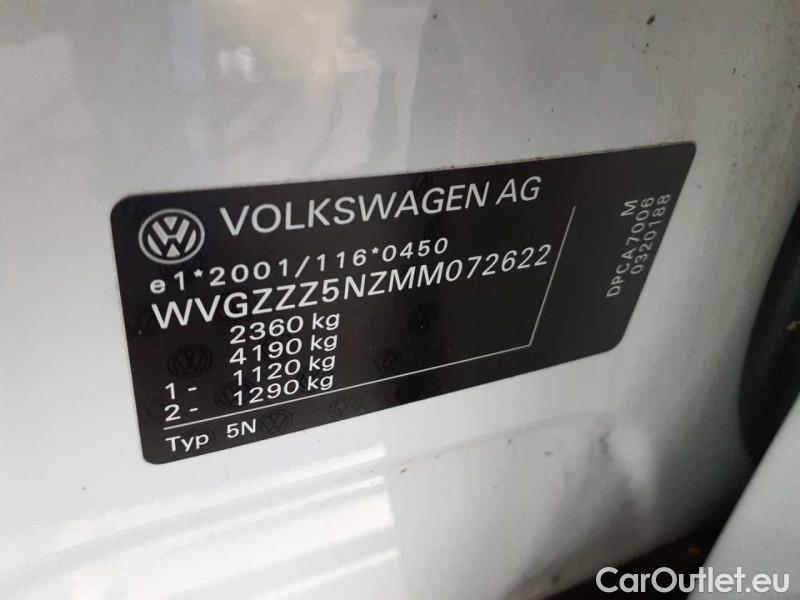 VOLKSWAGEN AG
e1*2001/116*0450
WVGZZZ5NZMM072622
2360 kg
4190 kg
1 - 1120 kg
2 - 1290 kg
Typ 5N
M
DPCA7006
0320188
CarOutlet.eu